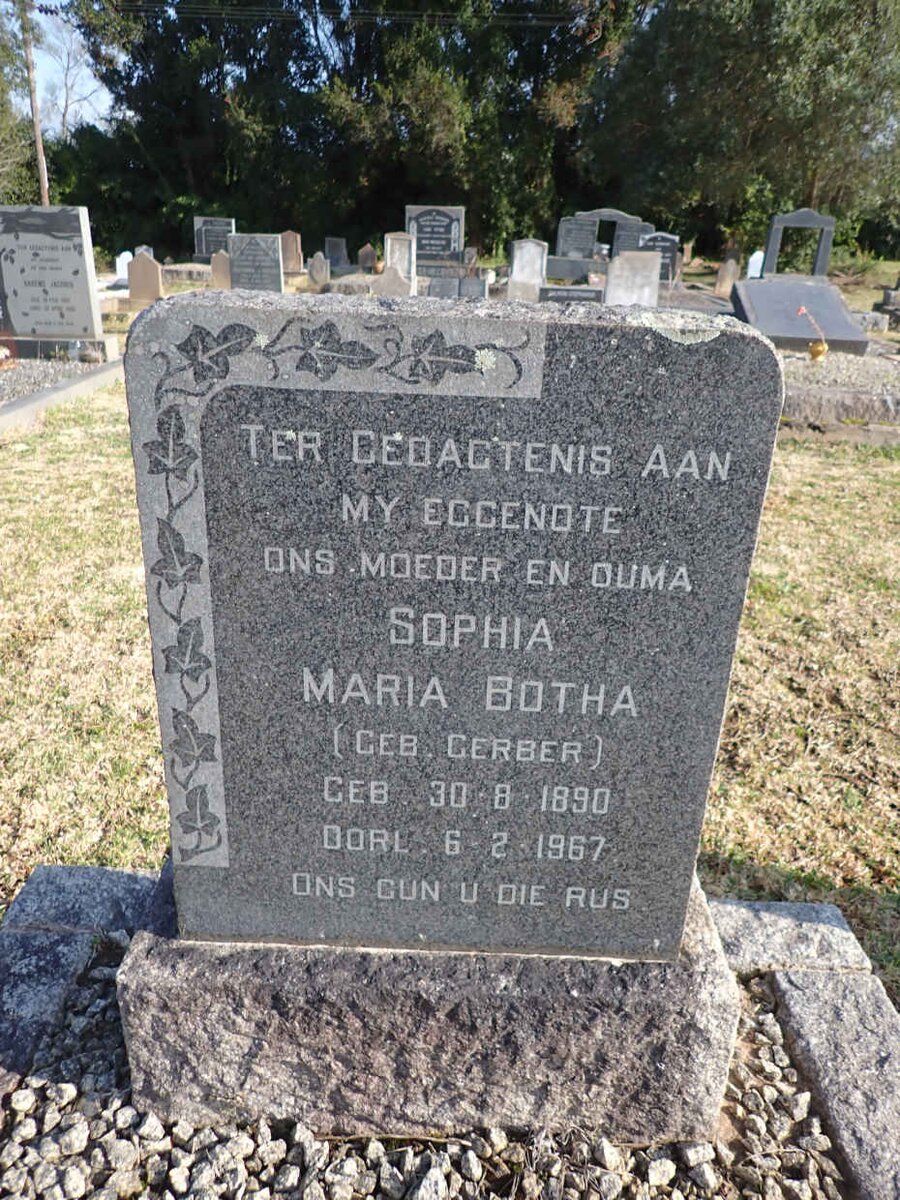 TER GEDAGTENIS AAN
MY EGGENOTE
ONS MOEDER EN OUMA
SOPHIA
MARIA BOTHA
(GEB. GERBER)
GEB 30·8·1890
OORL. 6·2·1967
ONS GUN U DIE RUS